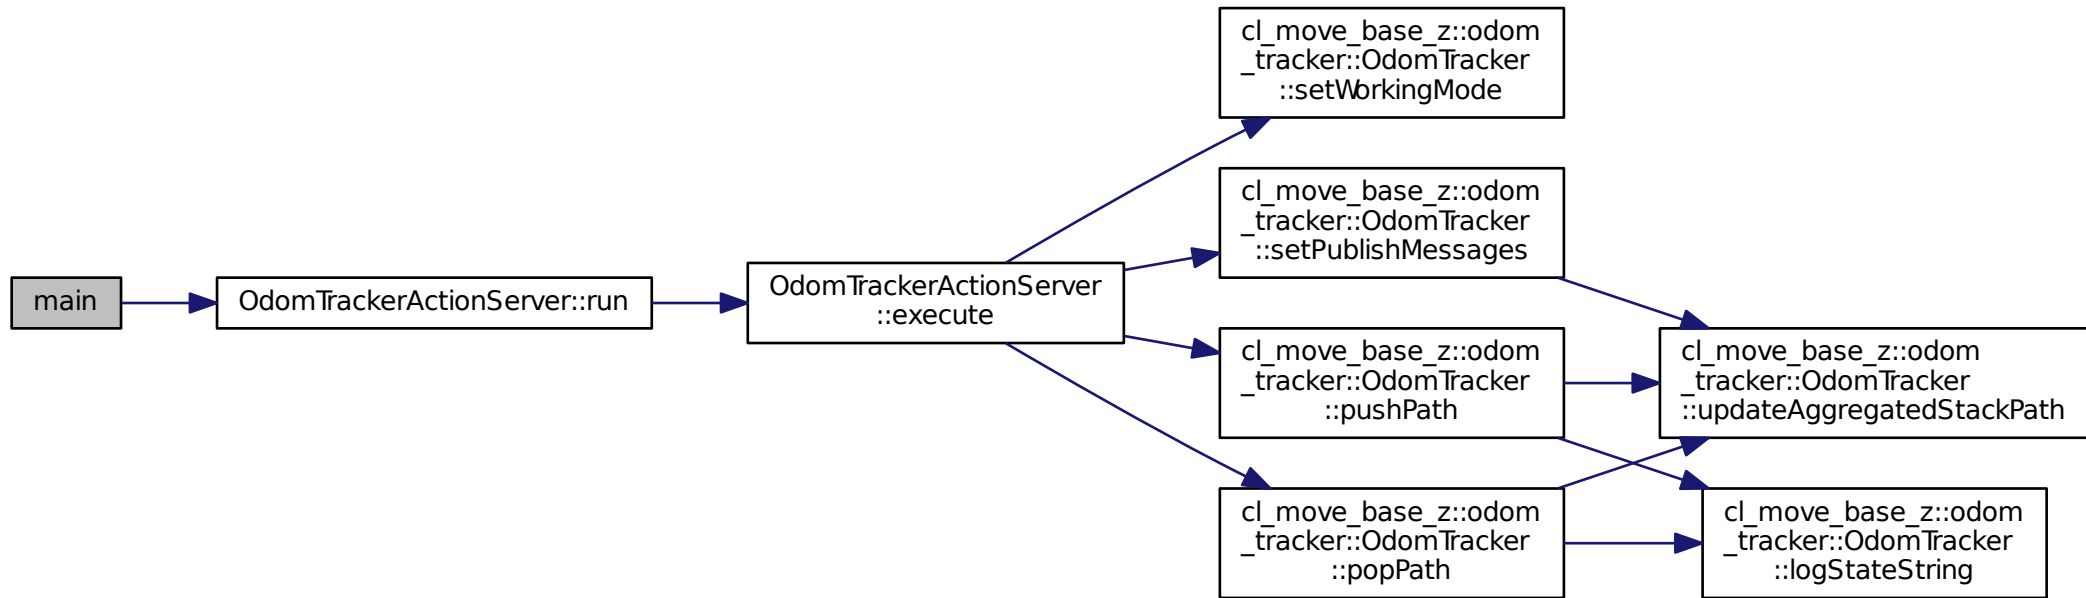 main
OdomTrackerActionServer::run
OdomTrackerActionServer
::execute
cl_move_base_z::odom
_tracker::OdomTracker
::setWorkingMode
cl_move_base_z::odom
_tracker::OdomTracker
::setPublishMessages
cl_move_base_z::odom
_tracker::OdomTracker
::pushPath
cl_move_base_z::odom
_tracker::OdomTracker
::popPath
cl_move_base_z::odom
_tracker::OdomTracker
::updateAggregatedStackPath
cl_move_base_z::odom
_tracker::OdomTracker
::logStateString